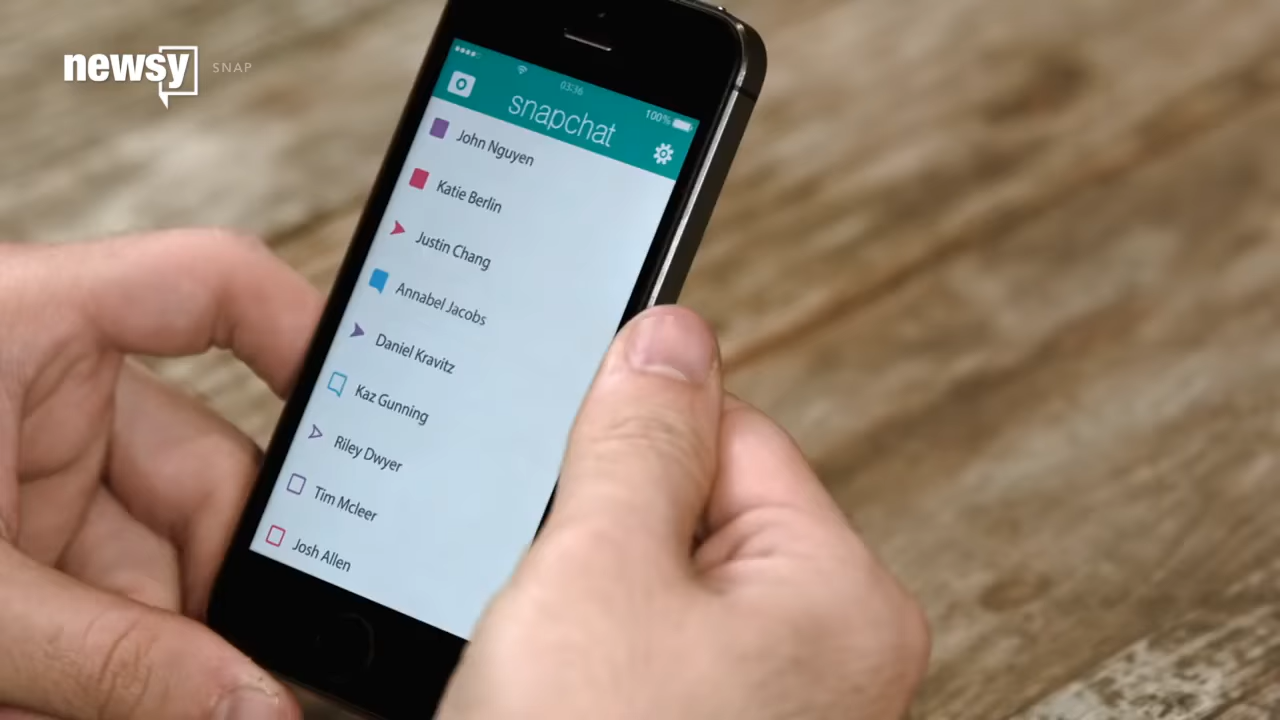 newsy SNAP
03:36
100%
snapchat
John Nguyen
Katie Berlin
Justin Chang
Annabel Jacobs
Daniel Kravitz
Kaz Gunning
Riley Dwyer
Tim Mcleer
Josh Allen